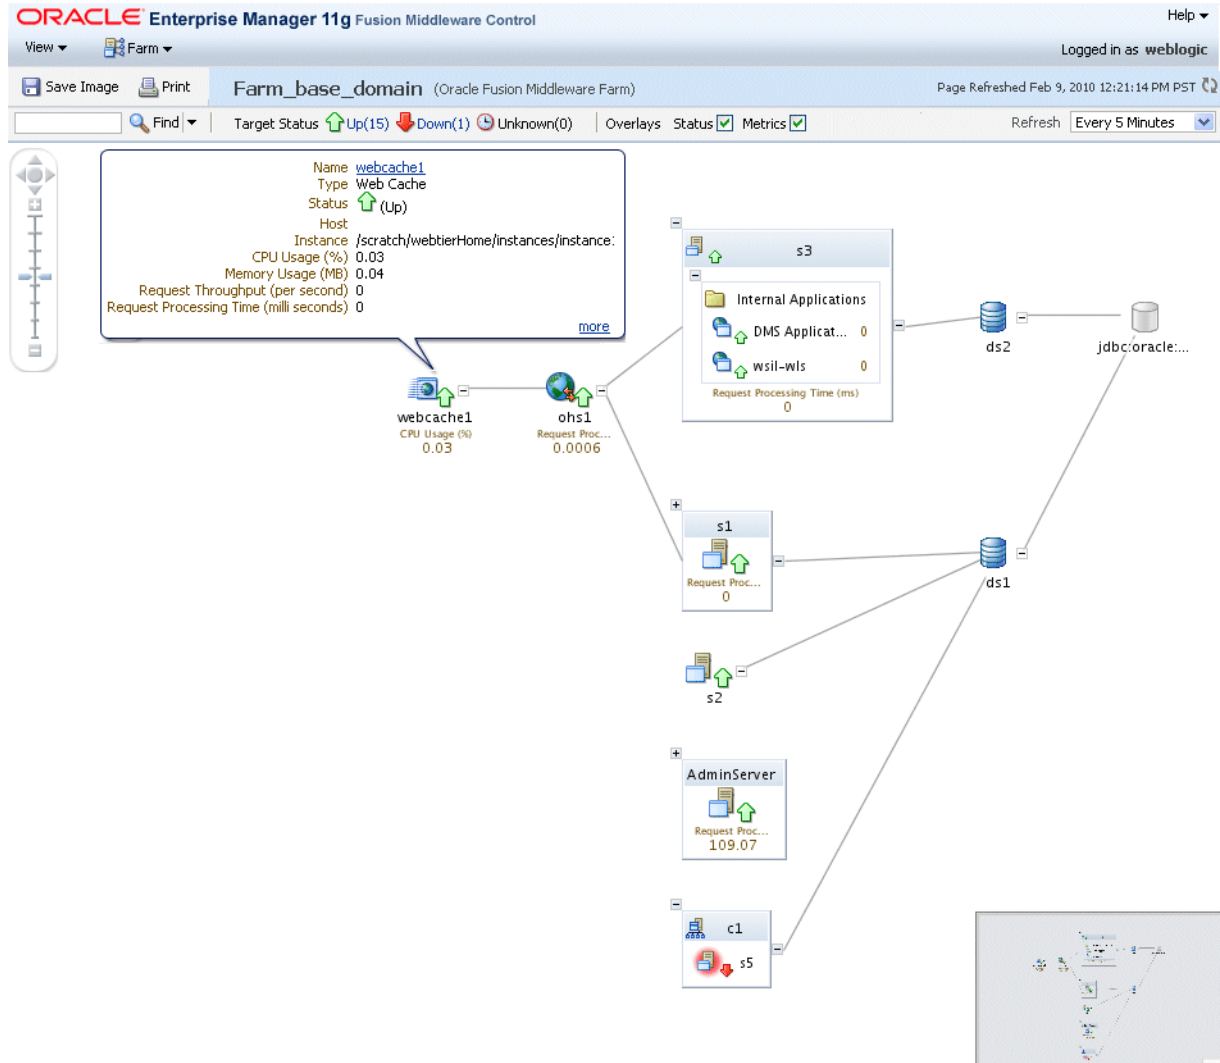 ORACLE Enterprise Manager 11g Fusion Middleware Control
Help
View Farm
Logged in as weblogic
Save Image Print Farm_base_domain (Oracle Fusion Middleware Farm) Page Refreshed Feb 9, 2010 12:21:14 PM PST
Find Target Status Up(15) Down(1) Unknown(0) Overlays Status Metrics Refresh Every 5 Minutes
Name webcache1
Type Web Cache
Status (Up)
Host
Instance /scratch/webtierHome/instances/instance:
CPU Usage (%) 0.03
Memory Usage (MB) 0.04
Request Throughput (per second) 0
Request Processing Time (milli seconds) 0
more
s3
Internal Applications
DMS Applicat... 0
wsil-wls 0
Request Processing Time (ms)
0
ds2
jdbc:oracle:...
webcache1
CPU Usage (%)
0.03
ohs1
Request Proc...
0.0006
s1
Request Proc...
0
ds1
s2
AdminServer
Request Proc...
109.07
c1
s5